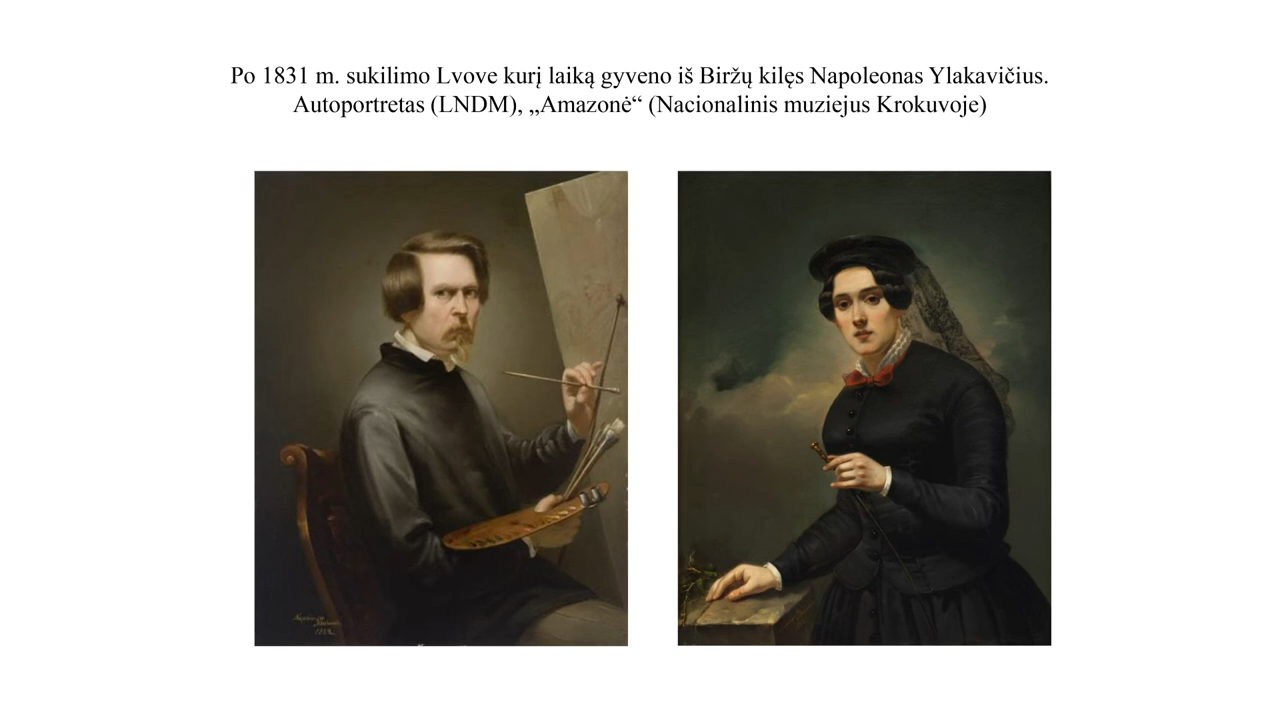 Po 1831 m. sukilimo Lvove kurį laiką gyveno iš Biržų kilęs Napoleonas Ylakavičius.
Autoportretas (LNDM), „Amazonė“ (Nacionalinis muziejus Krokuvoje)